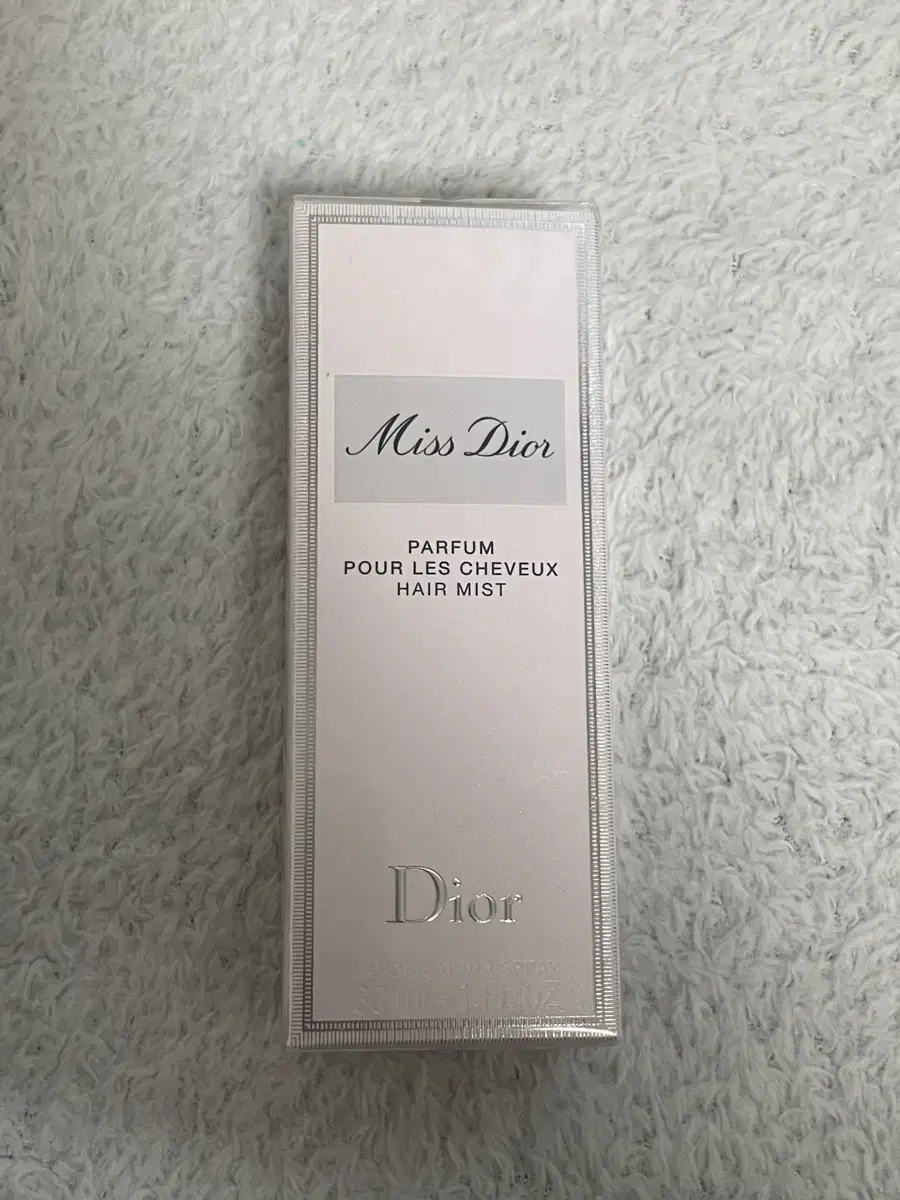 Miss Dior
PARFUM
POUR LES CHEVEUX
HAIR MIST
Dior